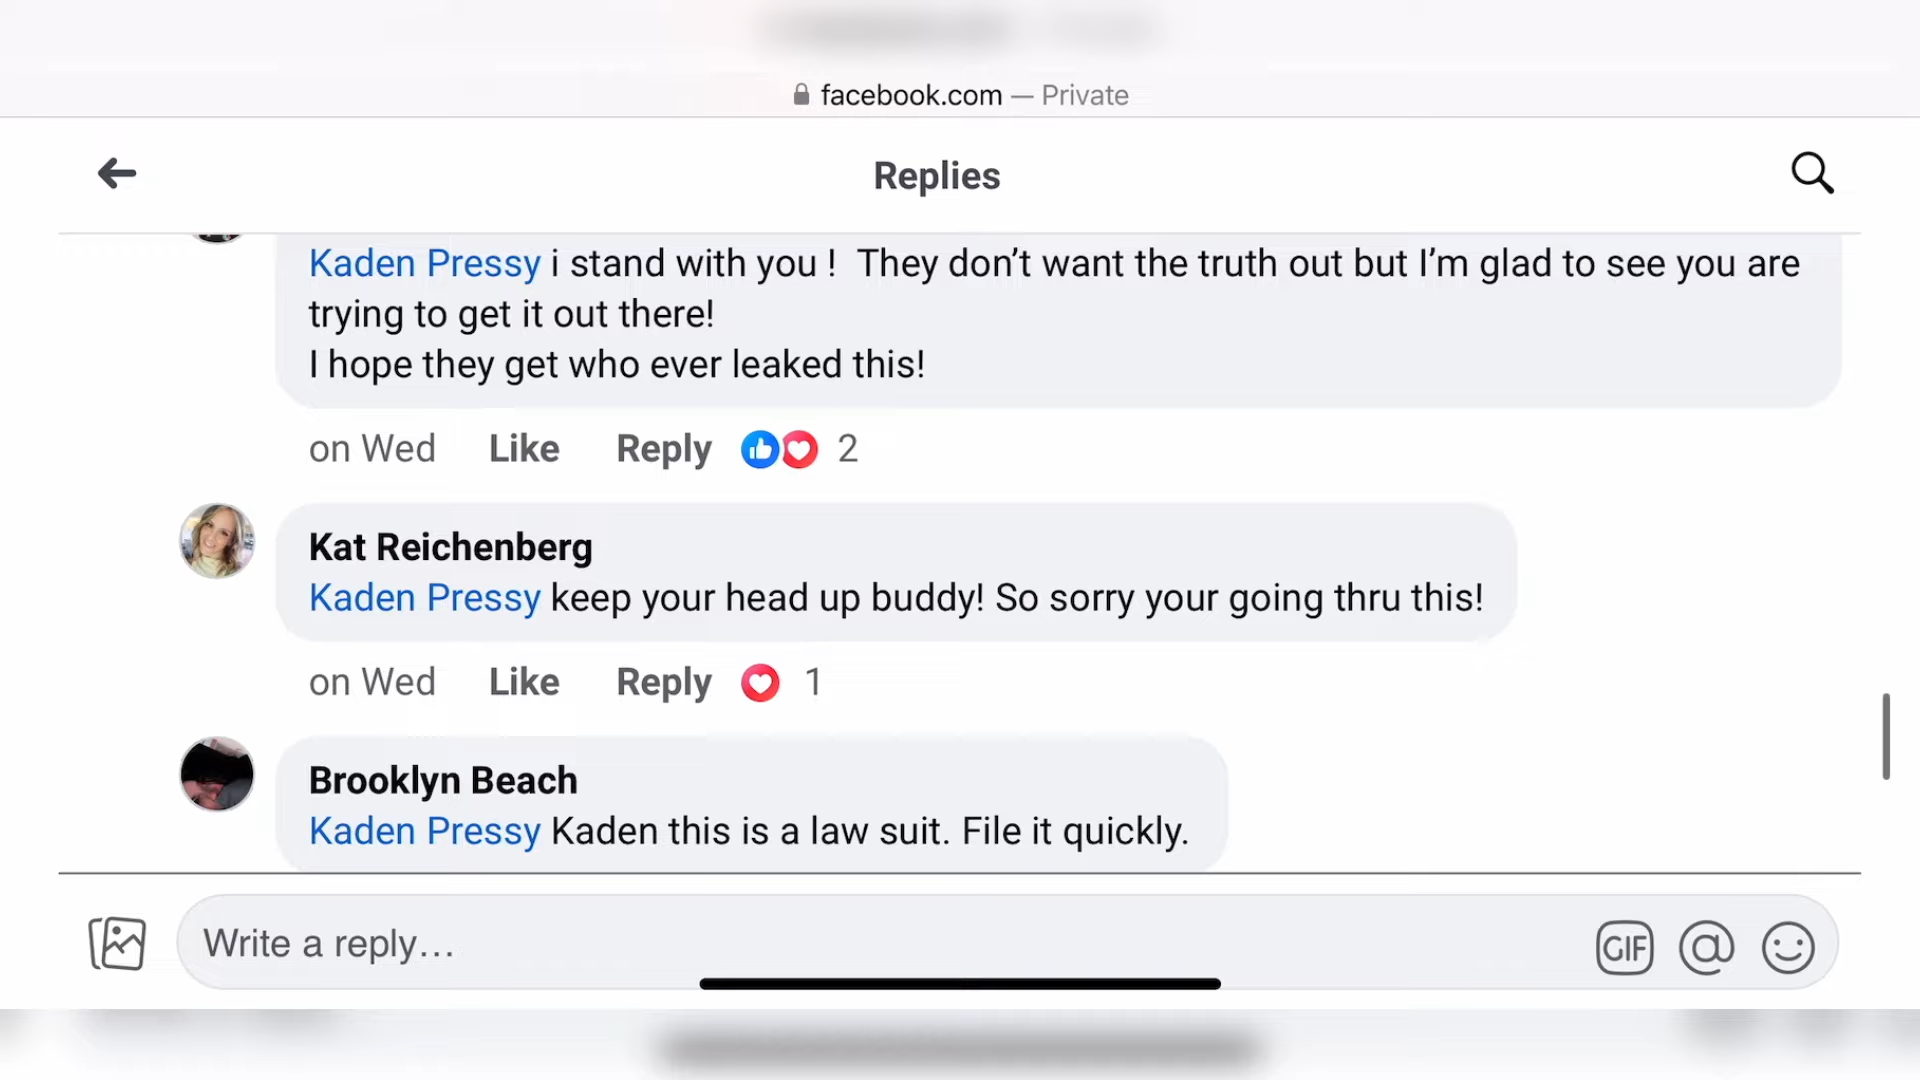 facebook.com — Private
Replies
Kaden Pressy i stand with you !  They don’t want the truth out but I’m glad to see you are
trying to get it out there!
I hope they get who ever leaked this!
on Wed Like Reply 2
Kat Reichenberg
Kaden Pressy keep your head up buddy! So sorry your going thru this!
on Wed Like Reply 1
Brooklyn Beach
Kaden Pressy Kaden this is a law suit. File it quickly.
Write a reply…
GIF @